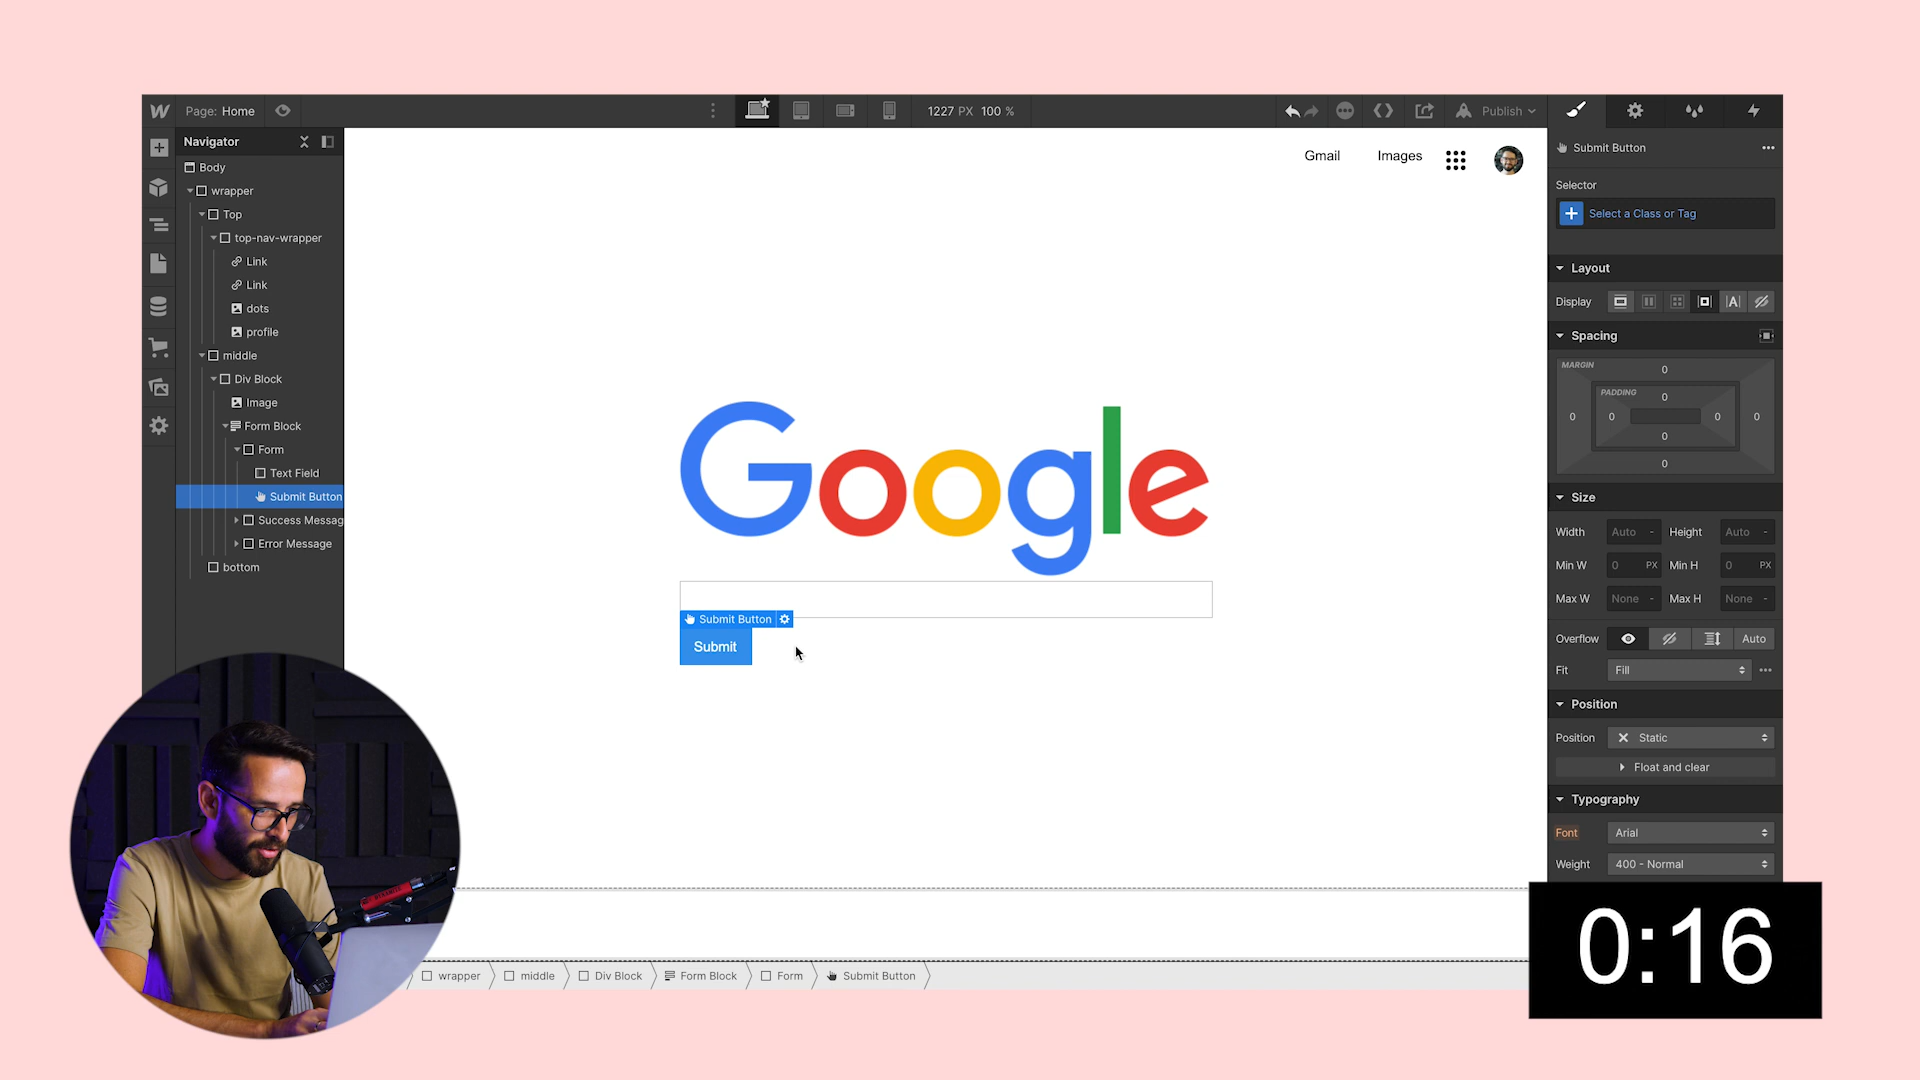 W Page: Home 1227 PX 100 % Publish
Navigator
Body
wrapper
Top
top-nav-wrapper
Link
Link
dots
profile
middle
Div Block
Image
Form Block
Form
Text Field
Submit Button
Success Messag
Error Message
bottom
Gmail Images
Google
Submit Button
Submit
wrapper middle Div Block Form Block Form Submit Button
Submit Button
Selector
Select a Class or Tag
Layout
Display A
Spacing
MARGIN
0
PADDING
0
0 0 0 0
0
0
Size
Width Auto - Height Auto -
Min W 0 PX Min H 0 PX
Max W None - Max H None -
Overflow Auto
Fit Fill
Position
Position Static
Float and clear
Typography
Font Arial
Weight 400 - Normal
0:16